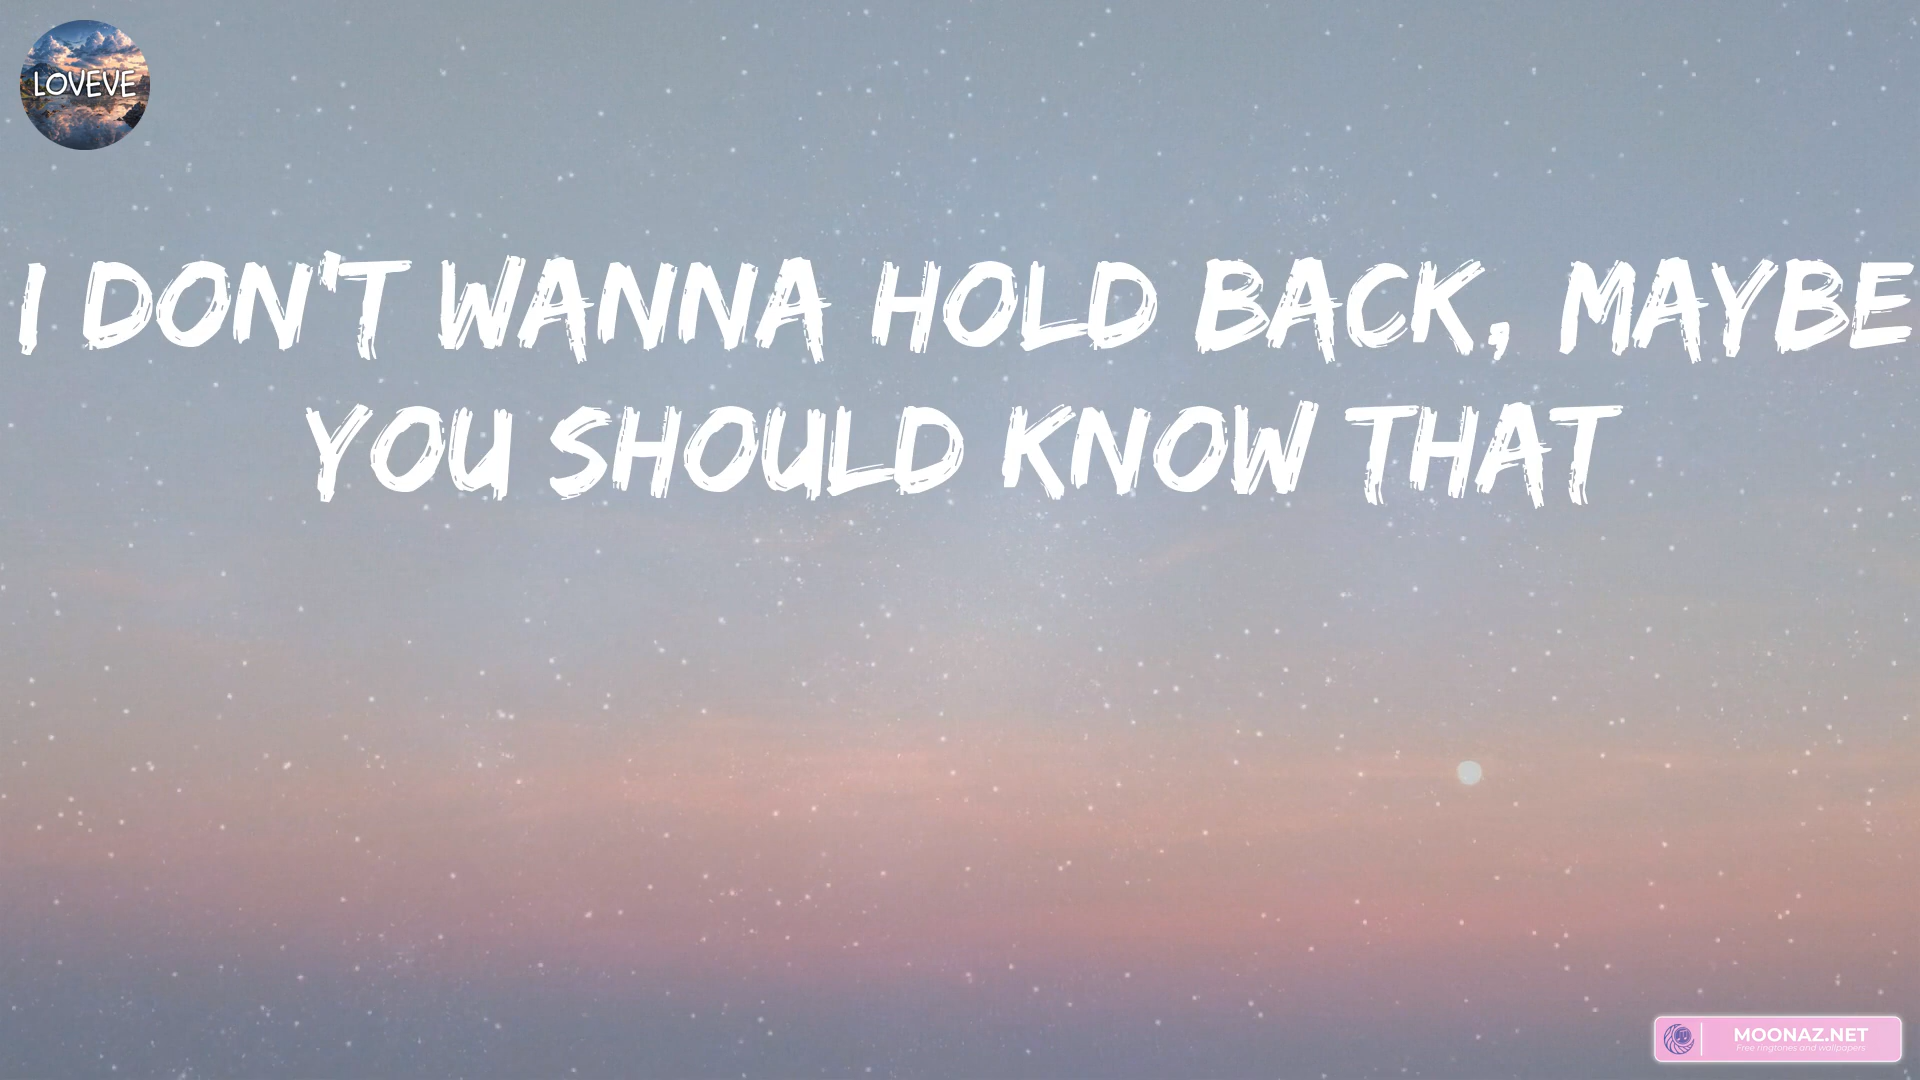 LOVEVE
I DON'T WANNA HOLD BACK, MAYBE
YOU SHOULD KNOW THAT
MOONAZ.NET
Free ringtones and wallpapers